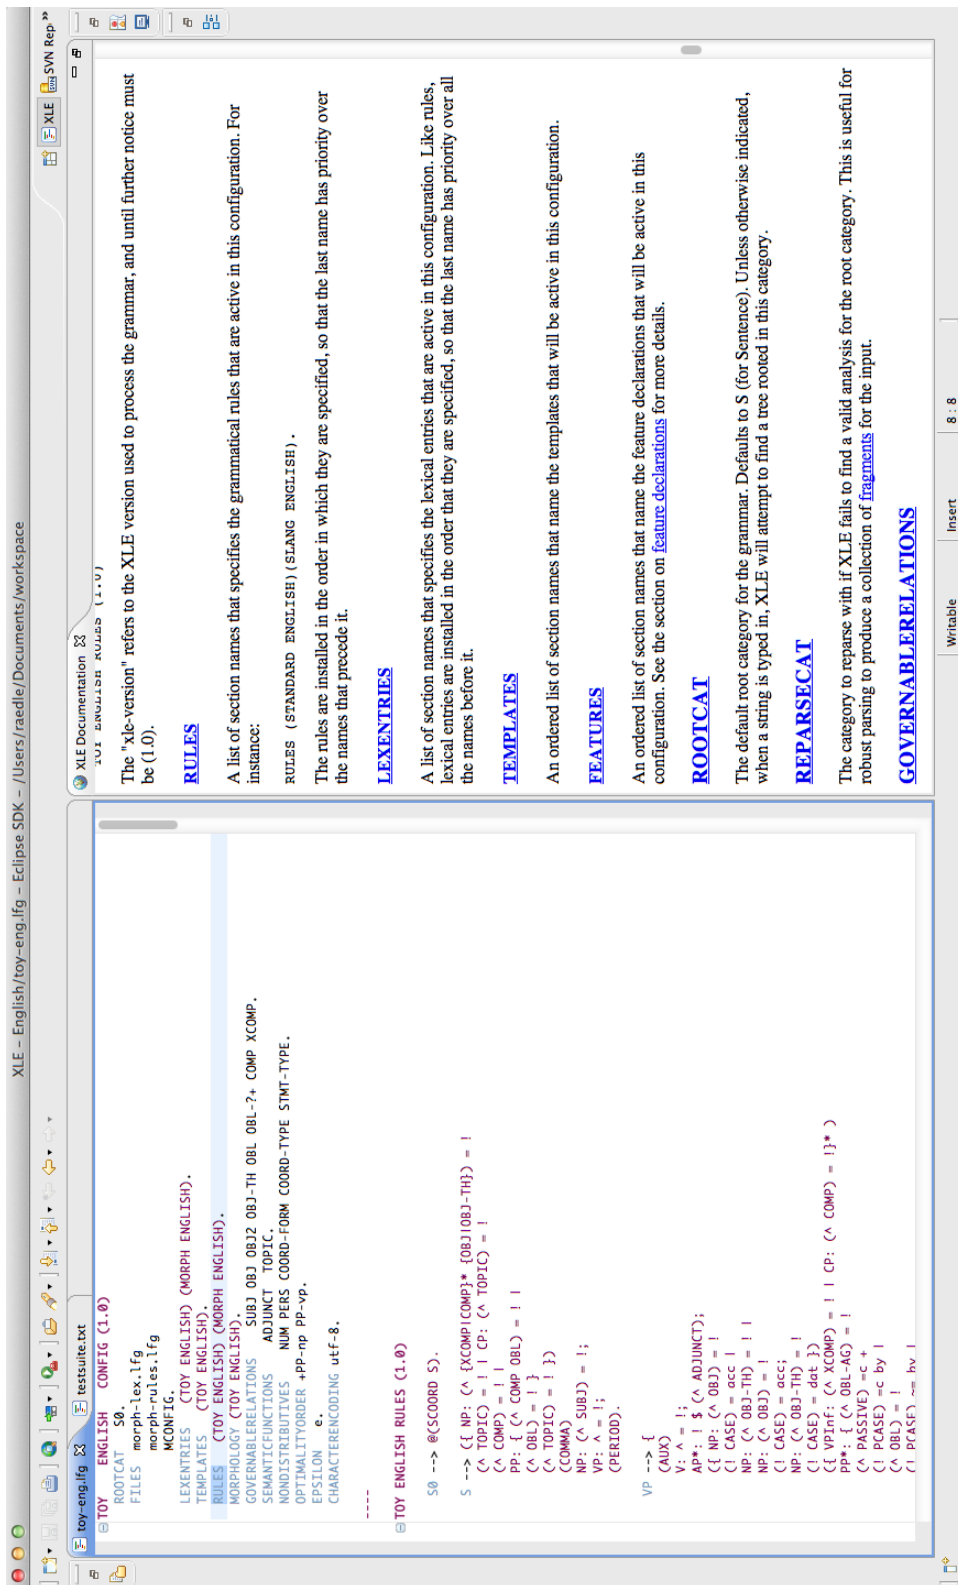 XLE – English/toy-eng.lfg – Eclipse SDK – /Users/raedle/Documents/workspace
XLE
SVN Rep
toy-eng.lfg
testsuite.txt
TOY ENGLISH CONFIG (1.0)
ROOTCAT S0.
FILES morph-lex.lfg
morph-rules.lfg
MCONFIG.
LEXENTRIES (TOY ENGLISH) (MORPH ENGLISH).
TEMPLATES (TOY ENGLISH).
RULES (TOY ENGLISH) (MORPH ENGLISH).
MORPHOLOGY (TOY ENGLISH).
GOVERNABLERELATIONS SUBJ OBJ OBJ2 OBJ-TH OBL OBL-?+ COMP XCOMP.
SEMANTICFUNCTIONS ADJUNCT TOPIC.
NONDISTRIBUTIVES NUM PERS COORD-FORM COORD-TYPE STMT-TYPE.
OPTIMALITYORDER +PP-np PP-vp.
EPSILON e.
CHARACTERENCODING utf-8.
----
TOY ENGLISH RULES (1.0)
S0 --> @(SCOORD S).
S --> ({ NP: (^ {XCOMP|COMP}* {OBJ|OBJ-TH}) = !
(^ TOPIC) = ! | CP: (^ TOPIC) = !
(^ COMP) = ! |
PP: { (^ COMP OBL) = ! |
(^ OBL) = ! }
(^ TOPIC) = ! })
(COMMA)
NP: (^ SUBJ) = !;
VP: ^ = !;
(PERIOD).
VP --> {
(AUX)
V: ^ = !;
AP*: ! $ (^ ADJUNCT);
({ NP: (^ OBJ) = !
(! CASE) = acc |
NP: (^ OBJ-TH) = ! |
NP: (^ OBJ) = !
(! CASE) = acc;
NP: (^ OBJ-TH) = !
(! CASE) = dat })
({ VPInf: (^ XCOMP) = ! | CP: (^ COMP) = !}* )
PP*: { (^ OBL-AG) = !
(^ PASSIVE) =c +
(! PCASE) =c by |
(^ OBL) = !
(! PCASE) ~= by |
XLE Documentation
TOY ENGLISH RULES (1.0)
The "xle-version" refers to the XLE version used to process the grammar, and until further notice must
be (1.0).
RULES
A list of section names that specifies the grammatical rules that are active in this configuration. For
instance:
RULES (STANDARD ENGLISH)(SLANG ENGLISH).
The rules are installed in the order in which they are specified, so that the last name has priority over
the names that precede it.
LEXENTRIES
A list of section names that specifies the lexical entries that are active in this configuration. Like rules,
lexical entries are installed in the order that they are specified, so that the last name has priority over all
the names before it.
TEMPLATES
An ordered list of section names that name the templates that will be active in this configuration.
FEATURES
An ordered list of section names that name the feature declarations that will be active in this
configuration. See the section on feature declarations for more details.
ROOTCAT
The default root category for the grammar. Defaults to S (for Sentence). Unless otherwise indicated,
when a string is typed in, XLE will attempt to find a tree rooted in this category.
REPARSECAT
The category to reparse with if XLE fails to find a valid analysis for the root category. This is useful for
robust parsing to produce a collection of fragments for the input.
GOVERNABLERELATIONS
Writable
Insert
8 : 8